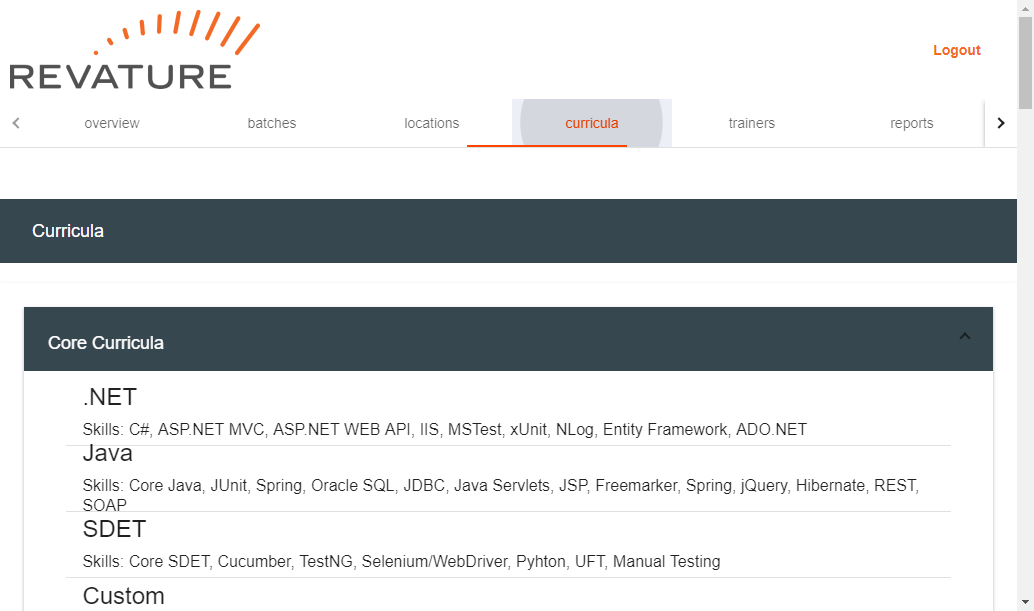 REVATURE
Logout
overview batches locations curricula trainers reports
Curricula
Core Curricula
.NET
Skills: C#, ASP.NET MVC, ASP.NET WEB API, IIS, MSTest, xUnit, NLog, Entity Framework, ADO.NET
Java
Skills: Core Java, JUnit, Spring, Oracle SQL, JDBC, Java Servlets, JSP, Freemarker, Spring, jQuery, Hibernate, REST,
SOAP
SDET
Skills: Core SDET, Cucumber, TestNG, Selenium/WebDriver, Pyhton, UFT, Manual Testing
Custom